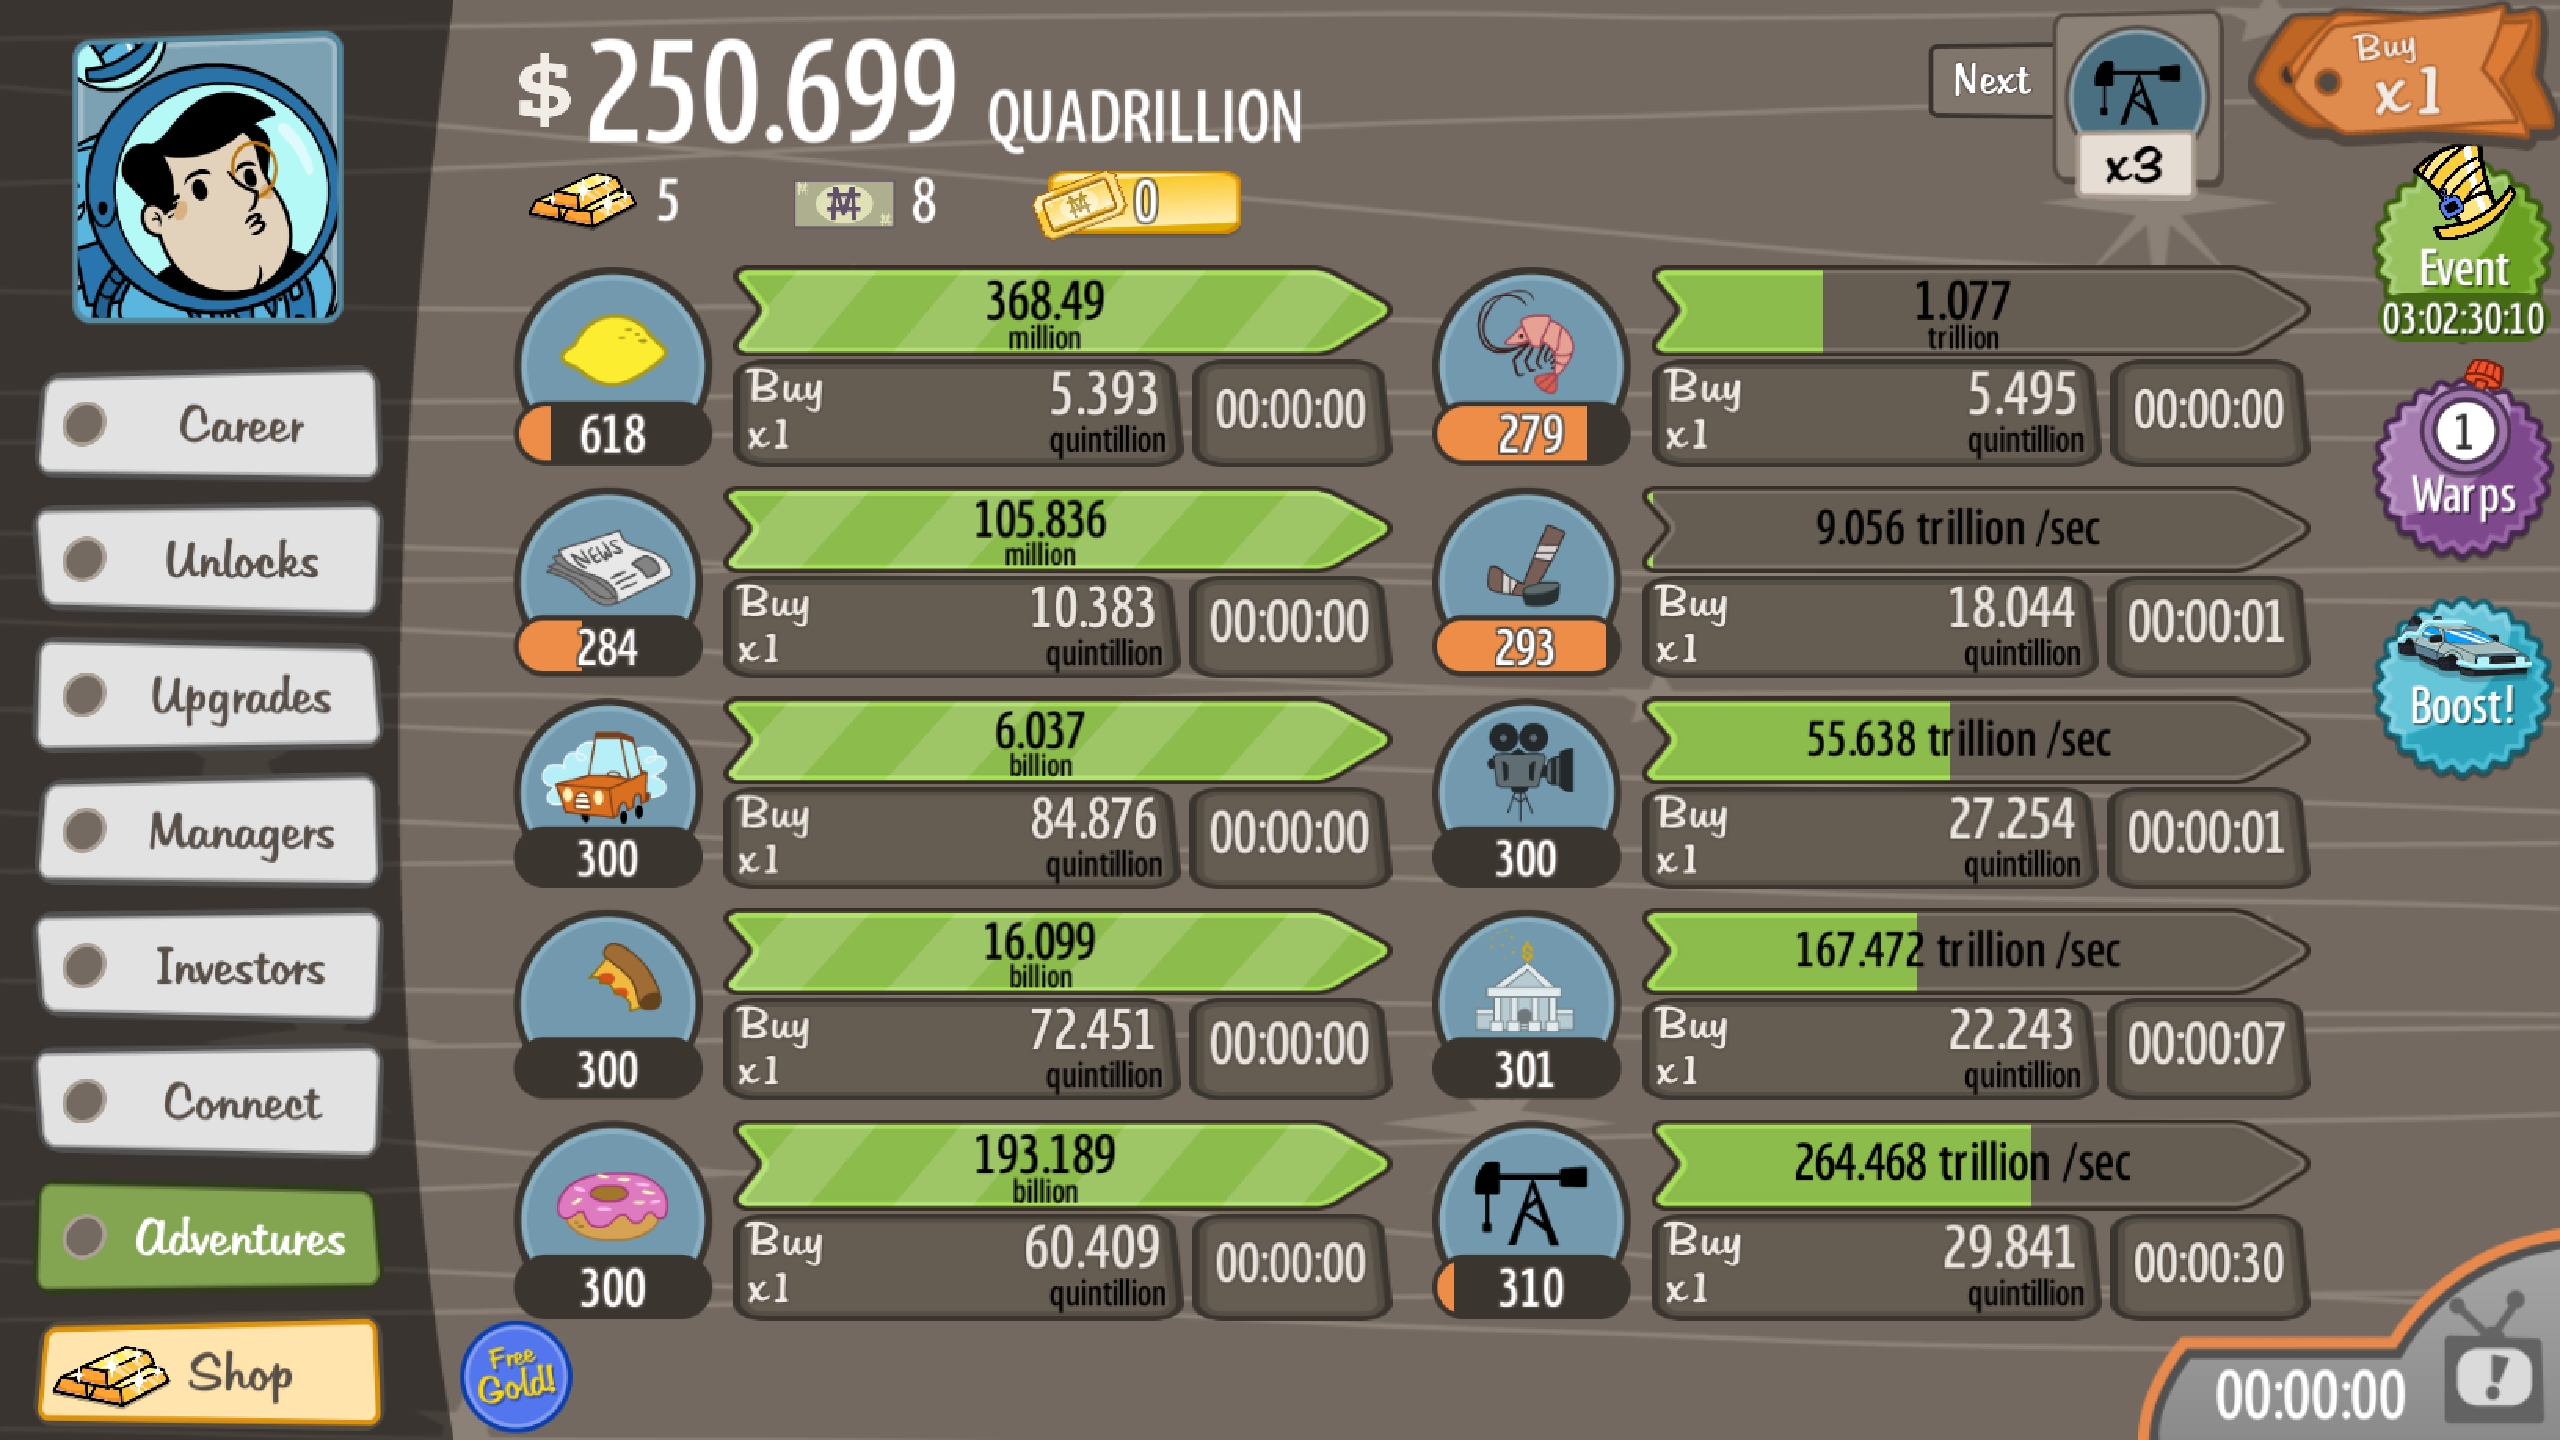 $250.699 QUADRILLION
5
8
0
Next
x3
Buy
x1
Event
03:02:30:10
1
Warps
Boost!
Career
Unlocks
Upgrades
Managers
Investors
Connect
Adventures
Shop
Free
Gold!
368.49
million
618
Buy
x1
5.393
quintillion
00:00:00
NEWS
105.836
million
284
Buy
x1
10.383
quintillion
00:00:00
6.037
billion
300
Buy
x1
84.876
quintillion
00:00:00
16.099
billion
300
Buy
x1
72.451
quintillion
00:00:00
193.189
billion
300
Buy
x1
60.409
quintillion
00:00:00
1.077
trillion
279
Buy
x1
5.495
quintillion
00:00:00
9.056 trillion /sec
293
Buy
x1
18.044
quintillion
00:00:01
55.638 trillion /sec
300
Buy
x1
27.254
quintillion
00:00:01
167.472 trillion /sec
301
Buy
x1
22.243
quintillion
00:00:07
264.468 trillion /sec
310
Buy
x1
29.841
quintillion
00:00:30
00:00:00
!